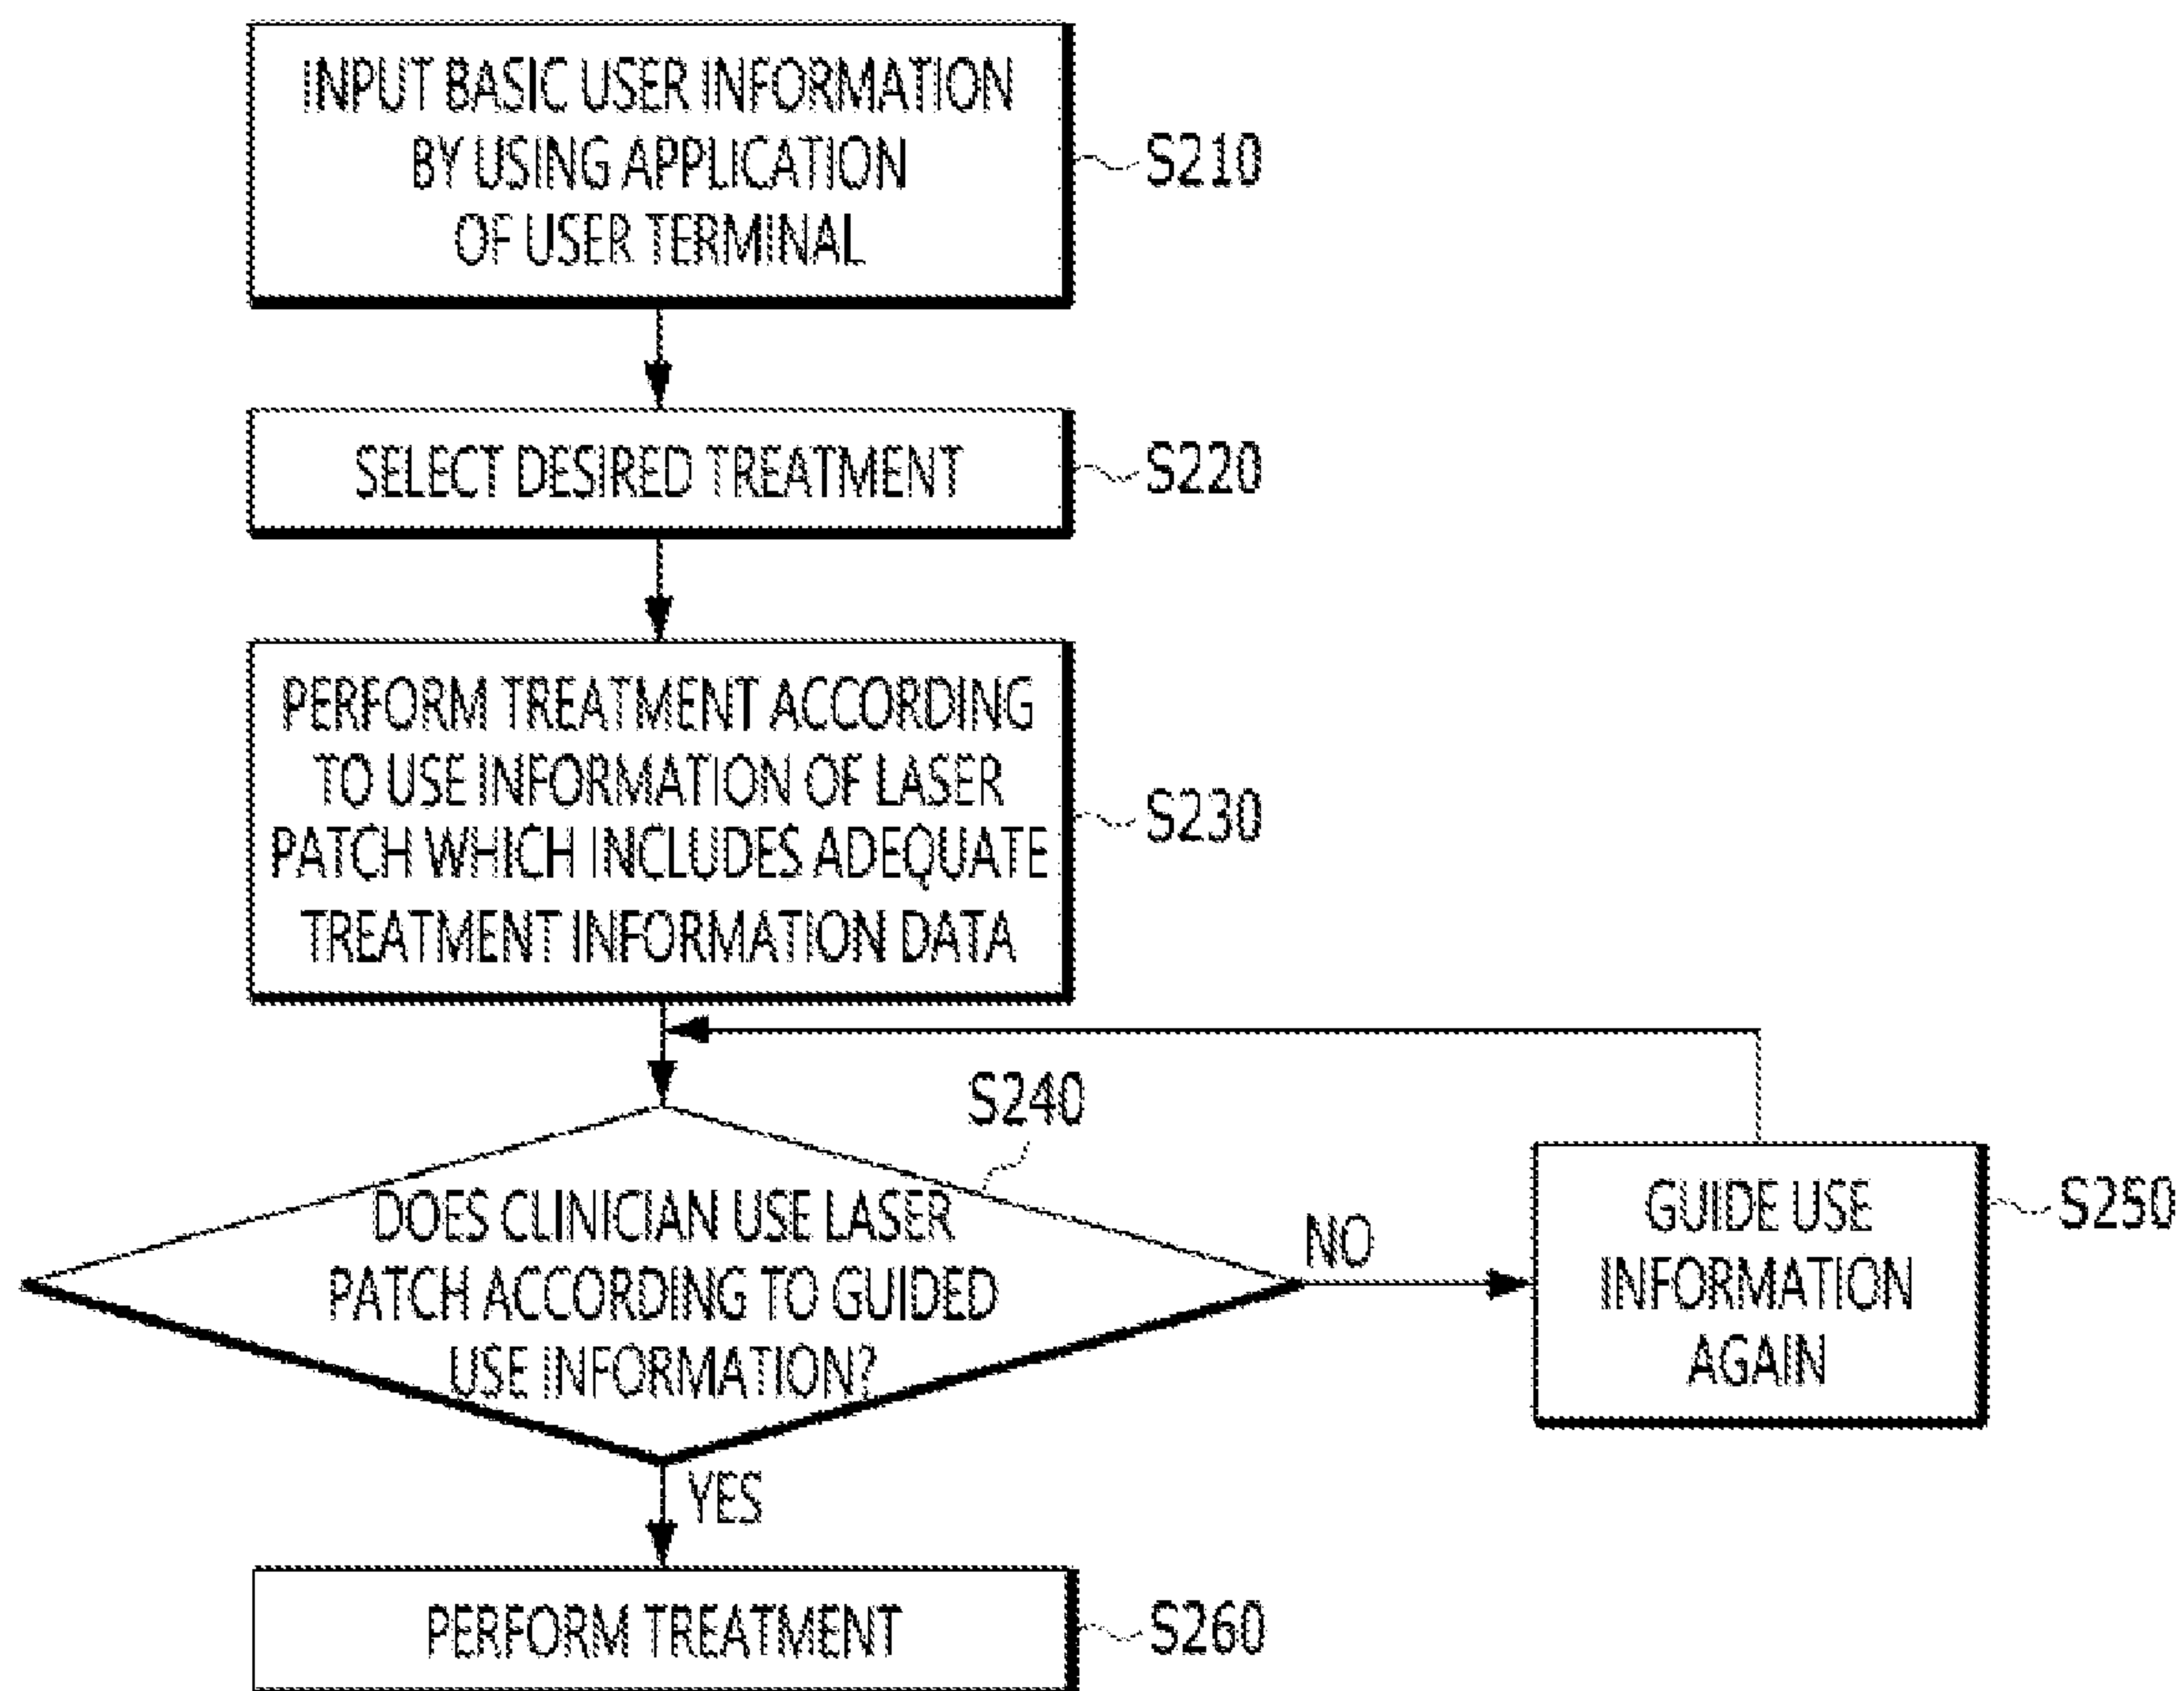 INPUT BASIC USER INFORMATION
BY USING APPLICATION
OF USER TERMINAL
S210
SELECT DESIRED TREATMENT
S220
PERFORM TREATMENT ACCORDING
TO USE INFORMATION OF LASER
PATCH WHICH INCLUDES ADEQUATE
TREATMENT INFORMATION DATA
S230
S240
DOES CLINICIAN USE LASER
PATCH ACCORDING TO GUIDED
USE INFORMATION?
NO
GUIDE USE
INFORMATION
AGAIN
S250
YES
PERFORM TREATMENT
S260